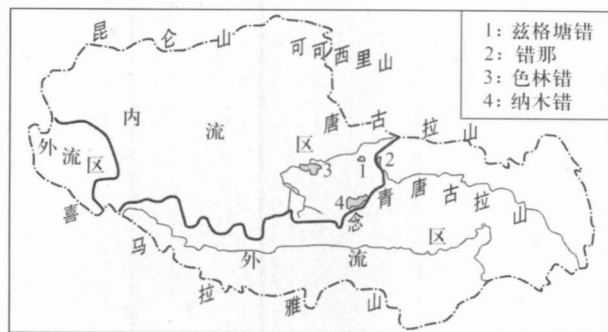 昆仑山
可可西里山
1：兹格塘错
2：错那
3：色林错
4：纳木错
内流区
唐古拉山
外流区
1
2
3
4
念青唐古拉山
喜马拉雅山
外流区